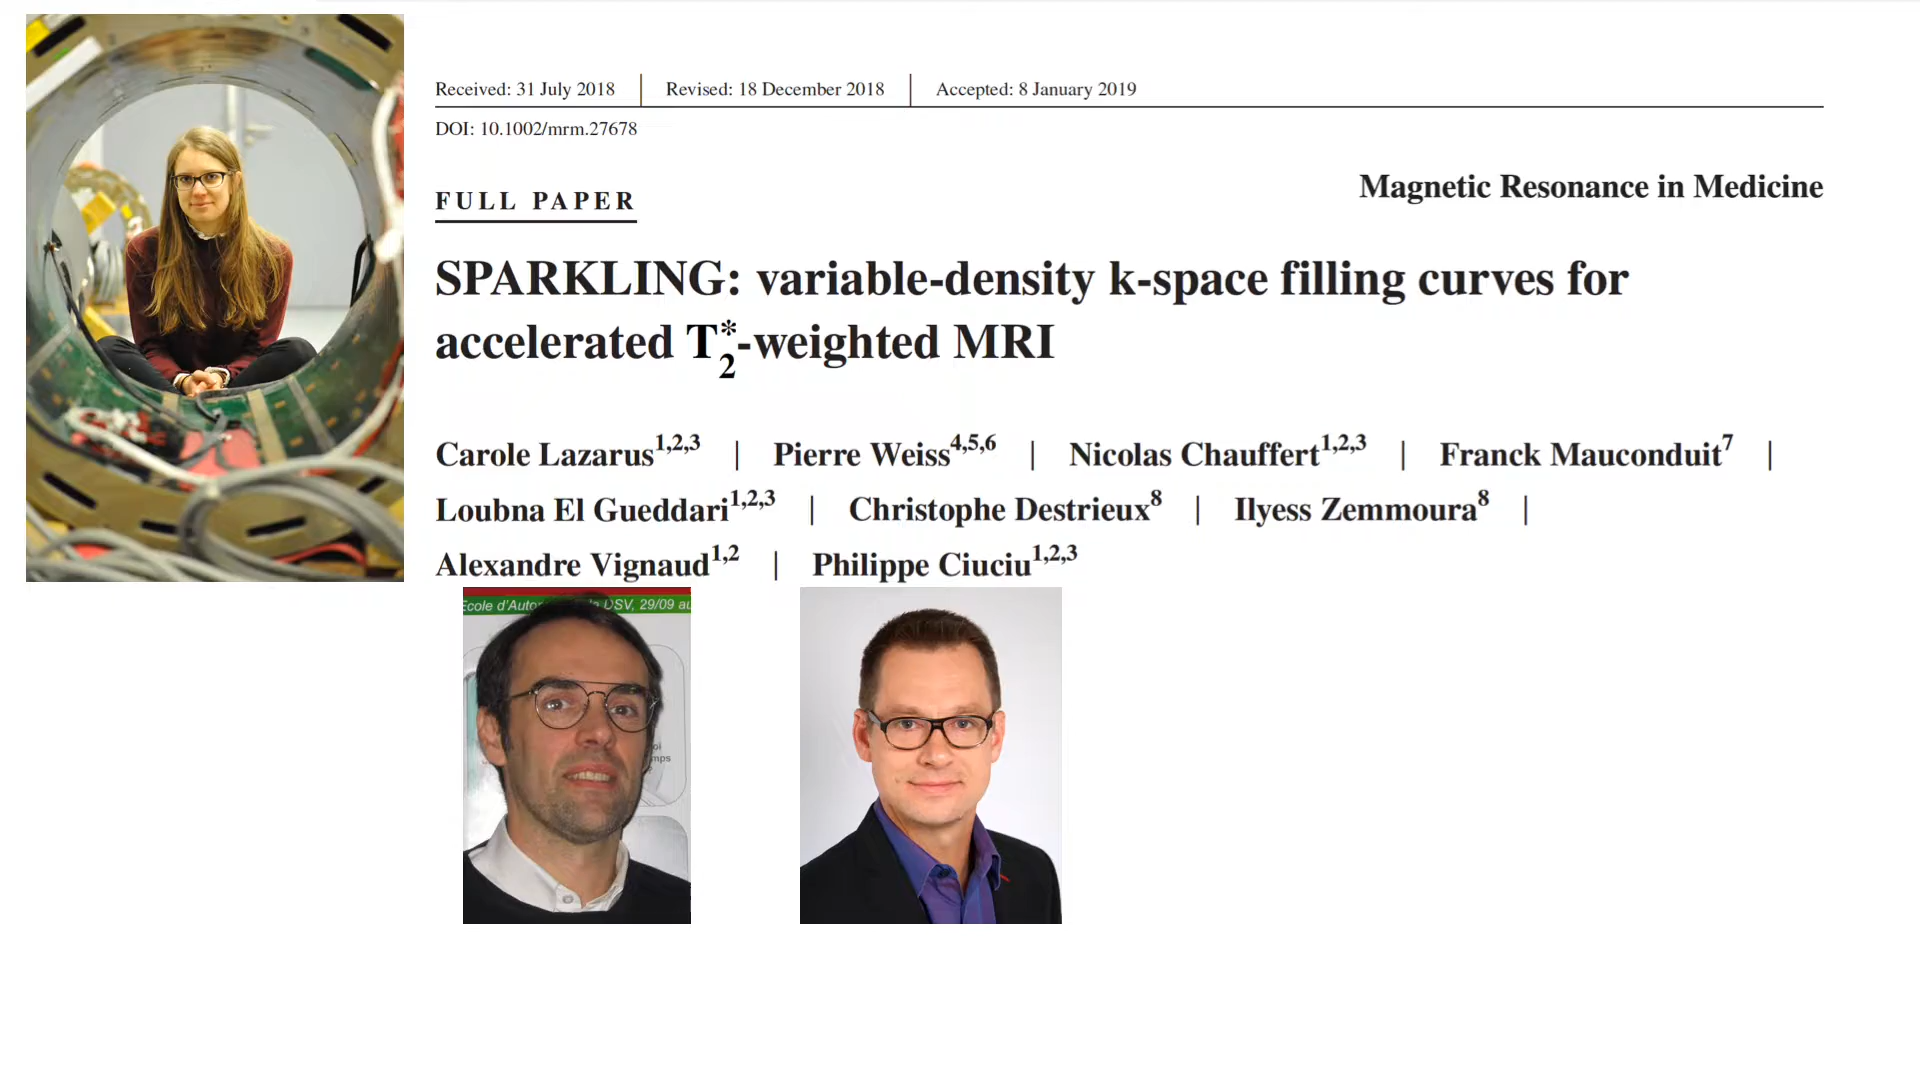 Received: 31 July 2018 | Revised: 18 December 2018 | Accepted: 8 January 2019
DOI: 10.1002/mrm.27678
Magnetic Resonance in Medicine
FULL PAPER
SPARKLING: variable-density k-space filling curves for
accelerated T₂*-weighted MRI
Carole Lazarus¹,²,³ | Pierre Weiss⁴,⁵,⁶ | Nicolas Chauffert¹,²,³ | Franck Mauconduit⁷ |
Loubna El Gueddari¹,²,³ | Christophe Destrieux⁸ | Ilyess Zemmoura⁸ |
Alexandre Vignaud¹,² | Philippe Ciuciu¹,²,³
DSV, 29/09 au